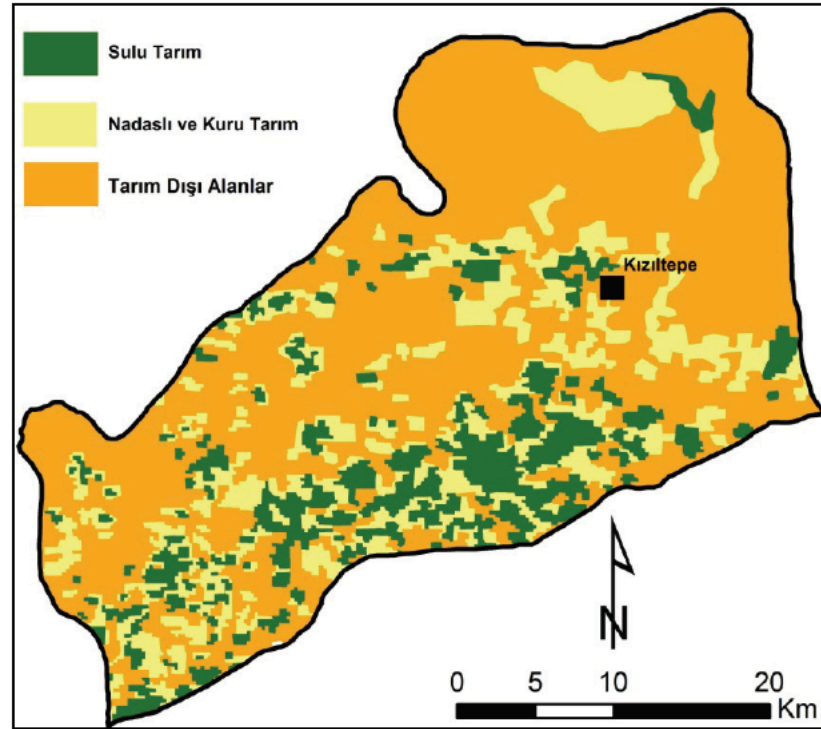 Sulu Tarım
Nadaslı ve Kuru Tarım
Tarım Dışı Alanlar
Kızıltepe
N
0 5 10 20
Km